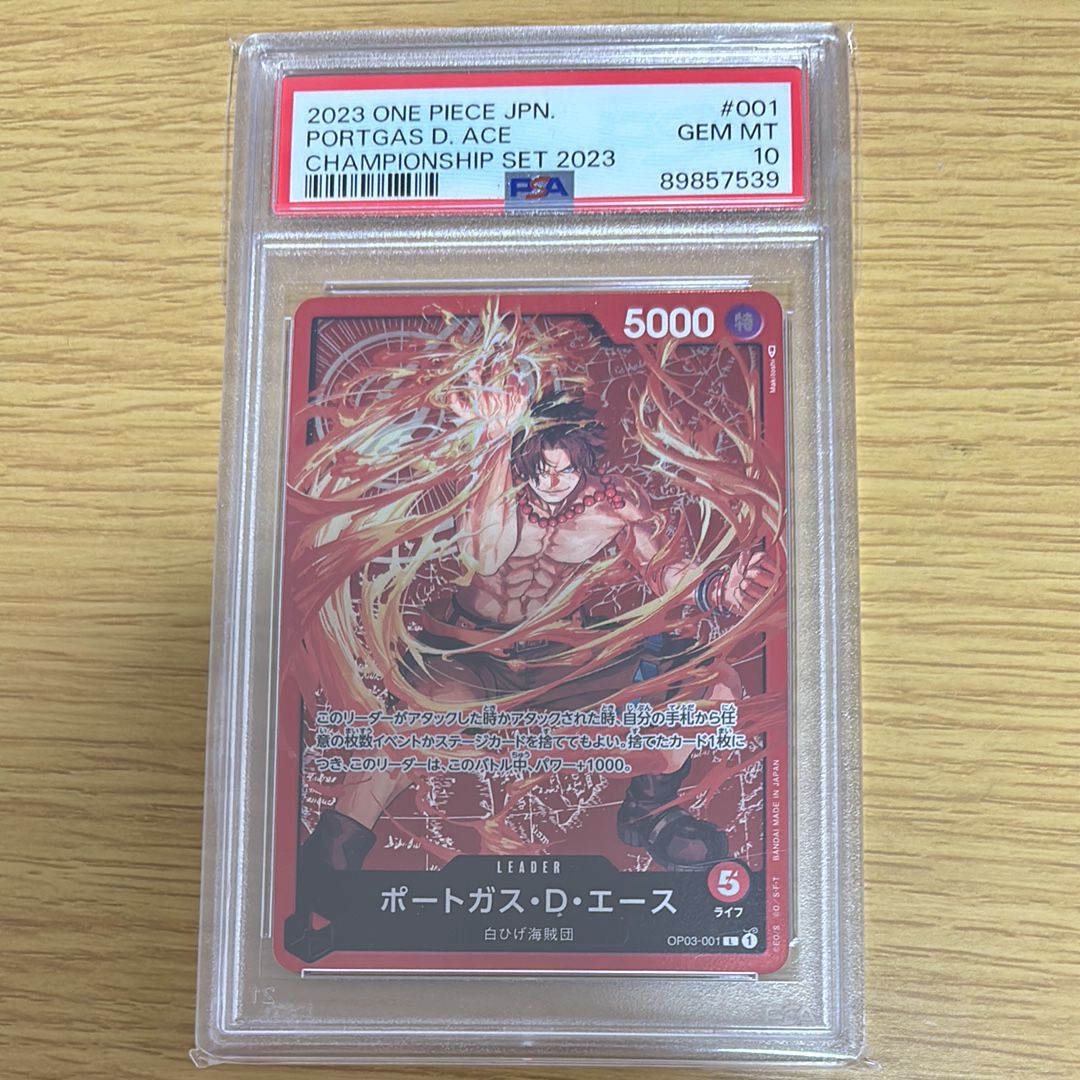 2023 ONE PIECE JPN. #001
PORTGAS D. ACE GEM MT
CHAMPIONSHIP SET 2023 10
PSA 89857539
5000 特
Makitoshi
このリーダーがアタックした時かアタックされた時、自分の手札から任
意の枚数イベントかステージカードを捨ててもよい。捨てたカード1枚に
つき、このリーダーは、このバトル中、パワー+1000。
LEADER
ポートガス・D・エース
白ひげ海賊団
5
ライフ
OP03-001 L 1
©E.O/S ©O./S·F·T BANDAI MADE IN JAPAN